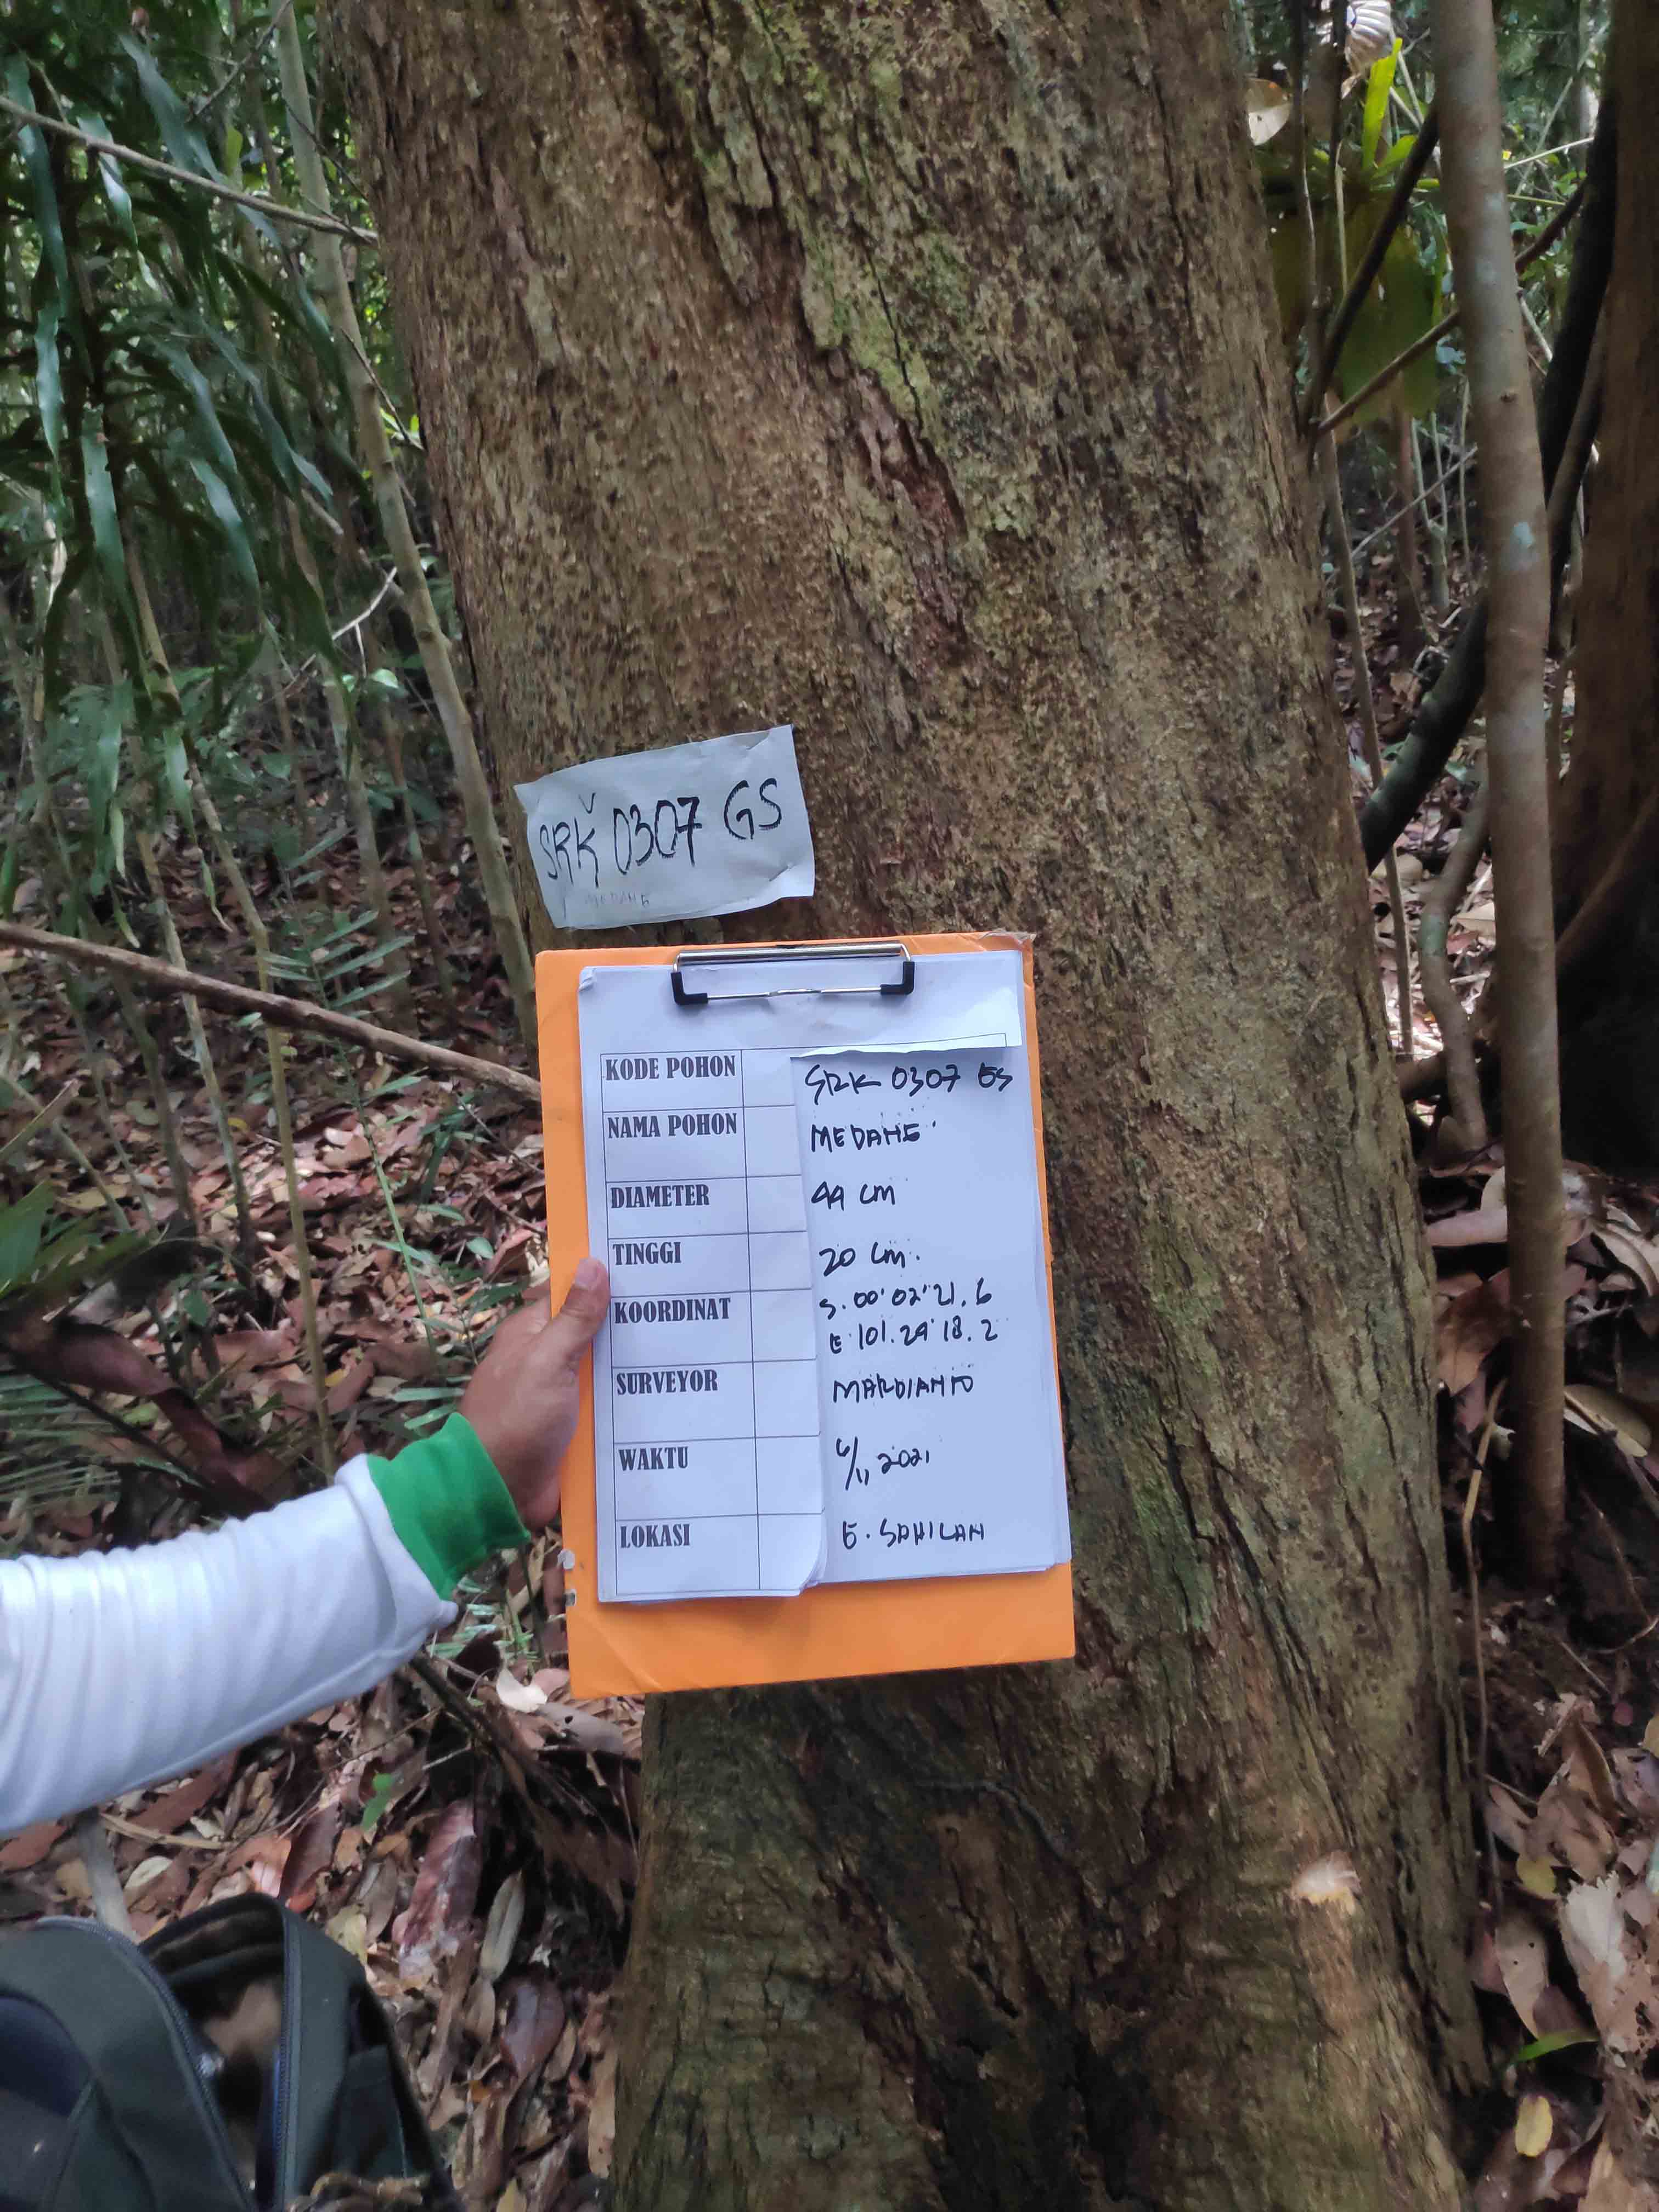 SRK 0307 GS
MEDANG
KODE POHON SRK 0307 GS
NAMA POHON MEDANG
DIAMETER 44 CM
TINGGI 20 CM.
KOORDINAT S. 00° 02' 21.6
E 101. 29' 18. 2
SURVEYOR MARDIANTO
WAKTU 6/11 2021
LOKASI G. SAHILAN